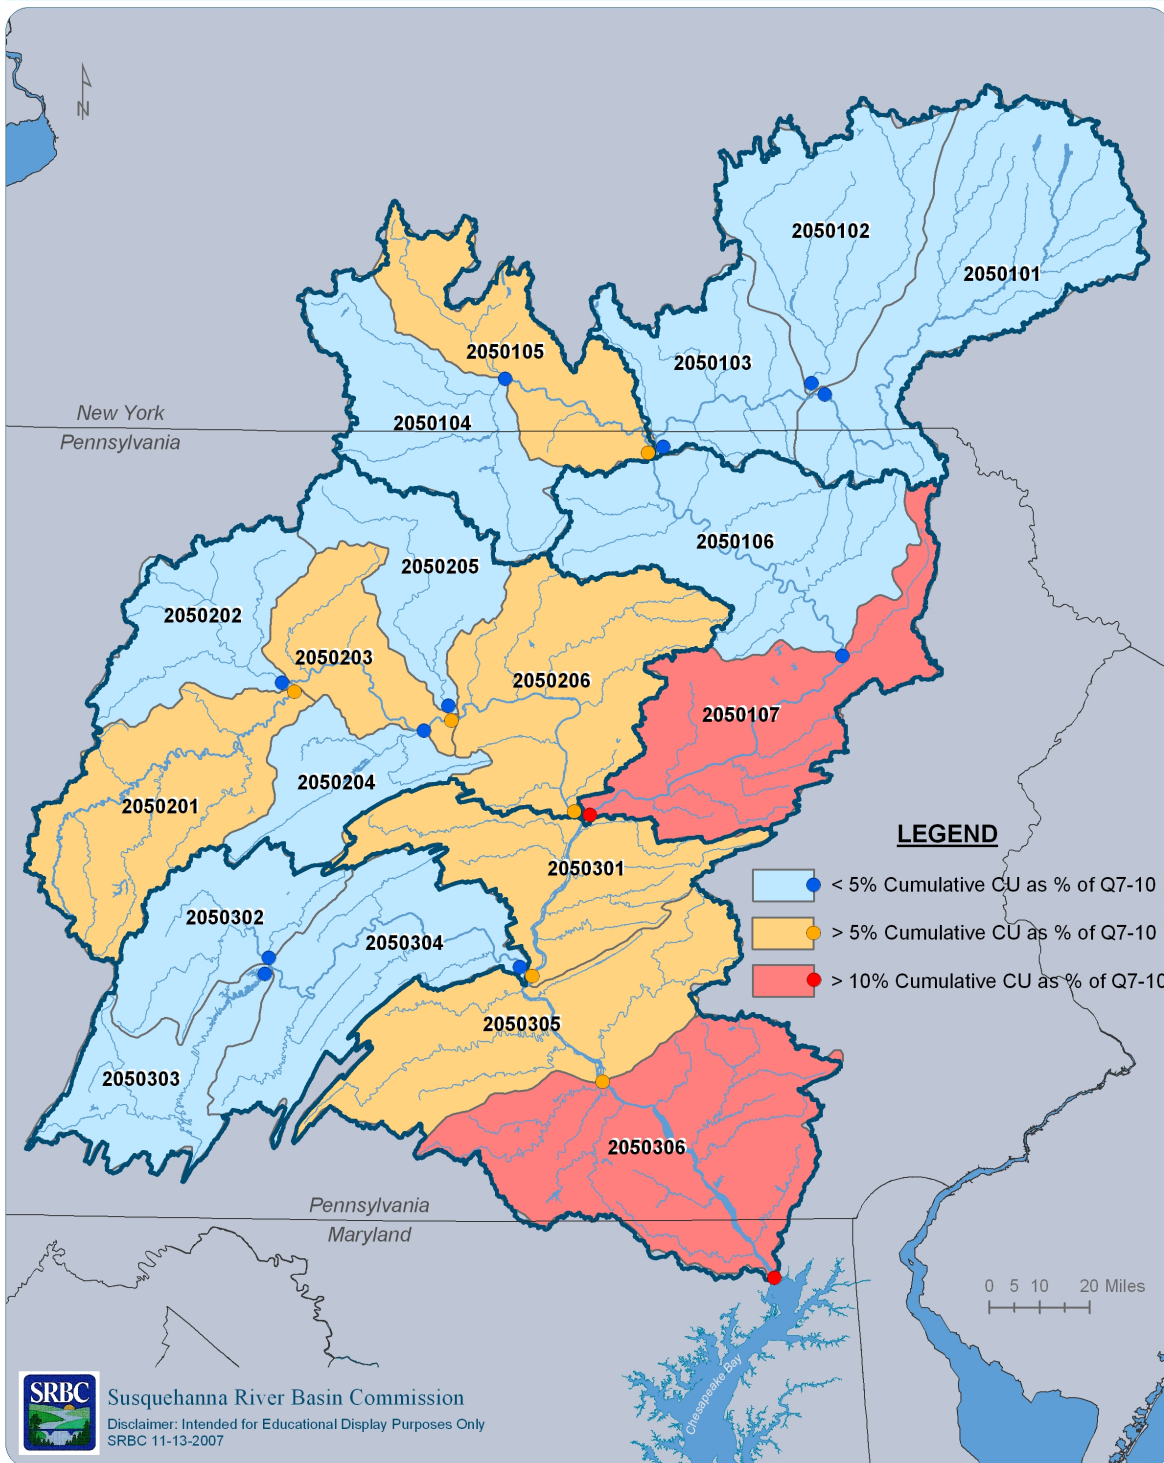 N
2050102
2050101
2050105
2050103
New York
Pennsylvania
2050104
2050106
2050205
2050202
2050203
2050206
2050107
2050204
2050201
LEGEND
< 5% Cumulative CU as % of Q7-10
> 5% Cumulative CU as % of Q7-10
> 10% Cumulative CU as % of Q7-10
2050301
2050302
2050304
2050305
2050303
2050306
Pennsylvania
Maryland
0 5 10 20 Miles
Chesapeake Bay
SRBC
Susquehanna River Basin Commission
Disclaimer: Intended for Educational Display Purposes Only
SRBC 11-13-2007